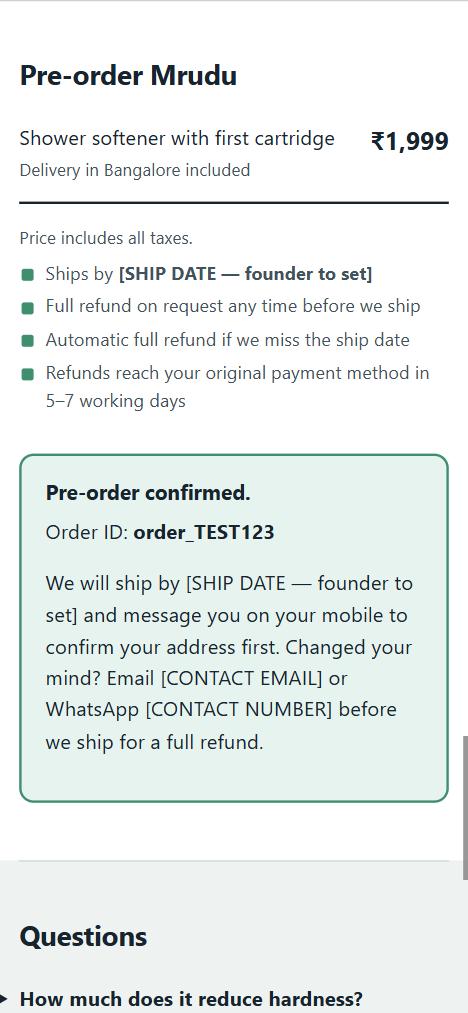 Pre-order Mrudu
Shower softener with first cartridge ₹1,999
Delivery in Bangalore included
Price includes all taxes.
Ships by [SHIP DATE — founder to set]
Full refund on request any time before we ship
Automatic full refund if we miss the ship date
Refunds reach your original payment method in
5–7 working days
Pre-order confirmed.
Order ID: order_TEST123
We will ship by [SHIP DATE — founder to
set] and message you on your mobile to
confirm your address first. Changed your
mind? Email [CONTACT EMAIL] or
WhatsApp [CONTACT NUMBER] before
we ship for a full refund.
Questions
How much does it reduce hardness?